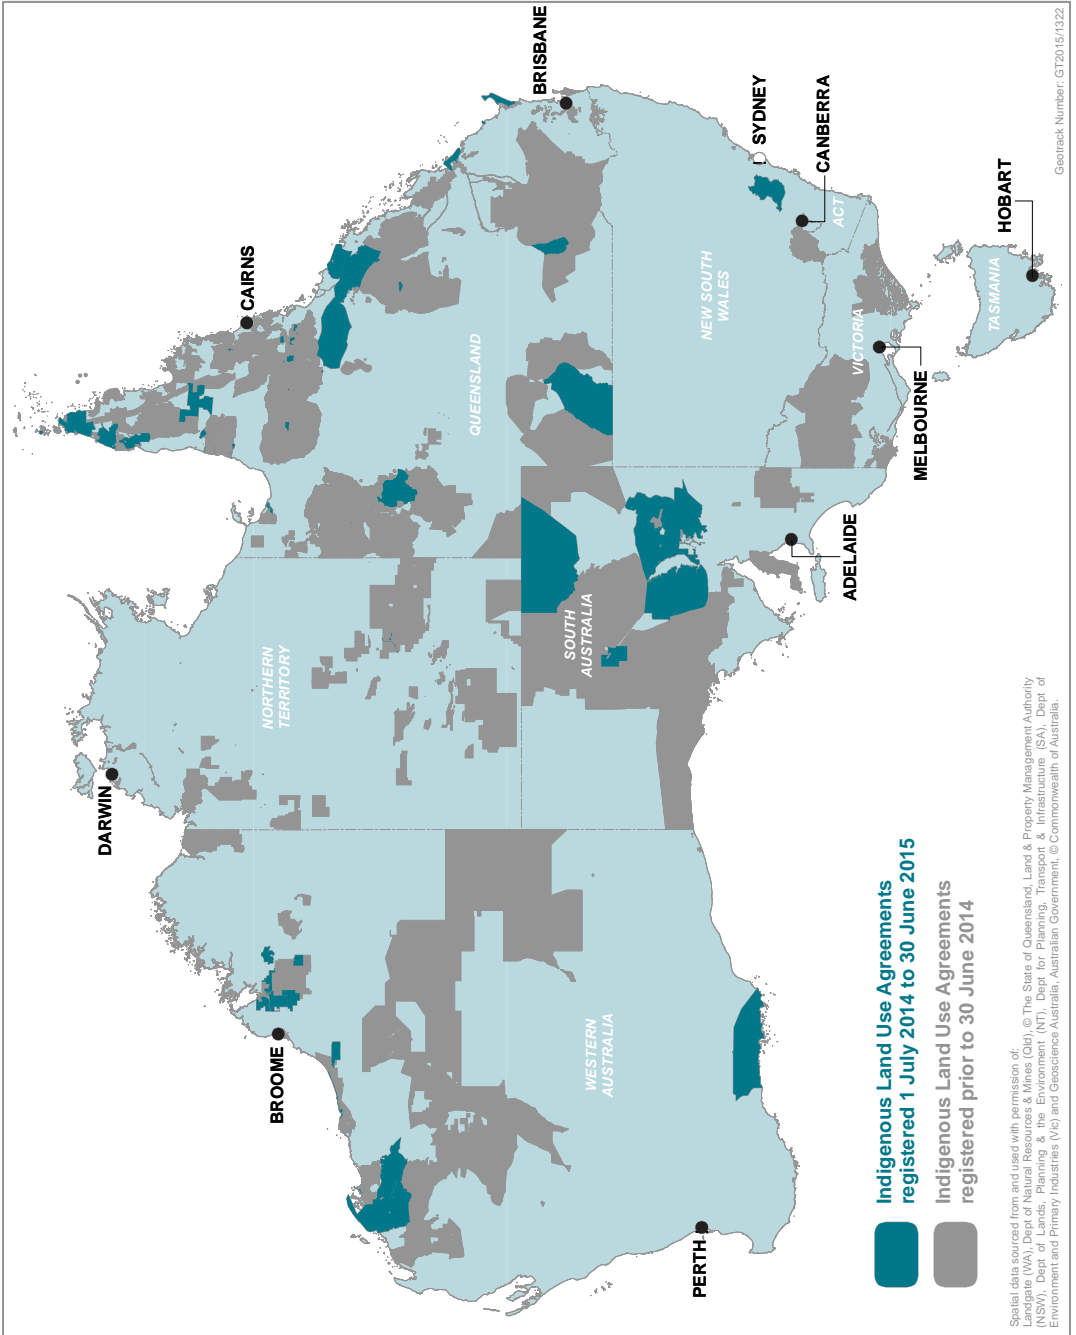 DARWIN
CAIRNS
BROOME
NORTHERN
TERRITORY
QUEENSLAND
BRISBANE
WESTERN
AUSTRALIA
SOUTH
AUSTRALIA
NEW SOUTH
WALES
PERTH
ADELAIDE
SYDNEY
CANBERRA
ACT
VICTORIA
MELBOURNE
TASMANIA
HOBART
Indigenous Land Use Agreements
registered 1 July 2014 to 30 June 2015
Indigenous Land Use Agreements
registered prior to 30 June 2014
Spatial data sourced from and used with permission of:
Landgate (WA), Dept of Natural Resources & Mines (Qld), © The State of Queensland, Land & Property Management Authority
(NSW), Dept of Lands, Planning & the Environment (NT), Dept for Planning, Transport & Infrastructure (SA), Dept of
Environment and Primary Industries (Vic) and Geoscience Australia, Australian Government, © Commonwealth of Australia.
Geotrack Number: GT2015/1322